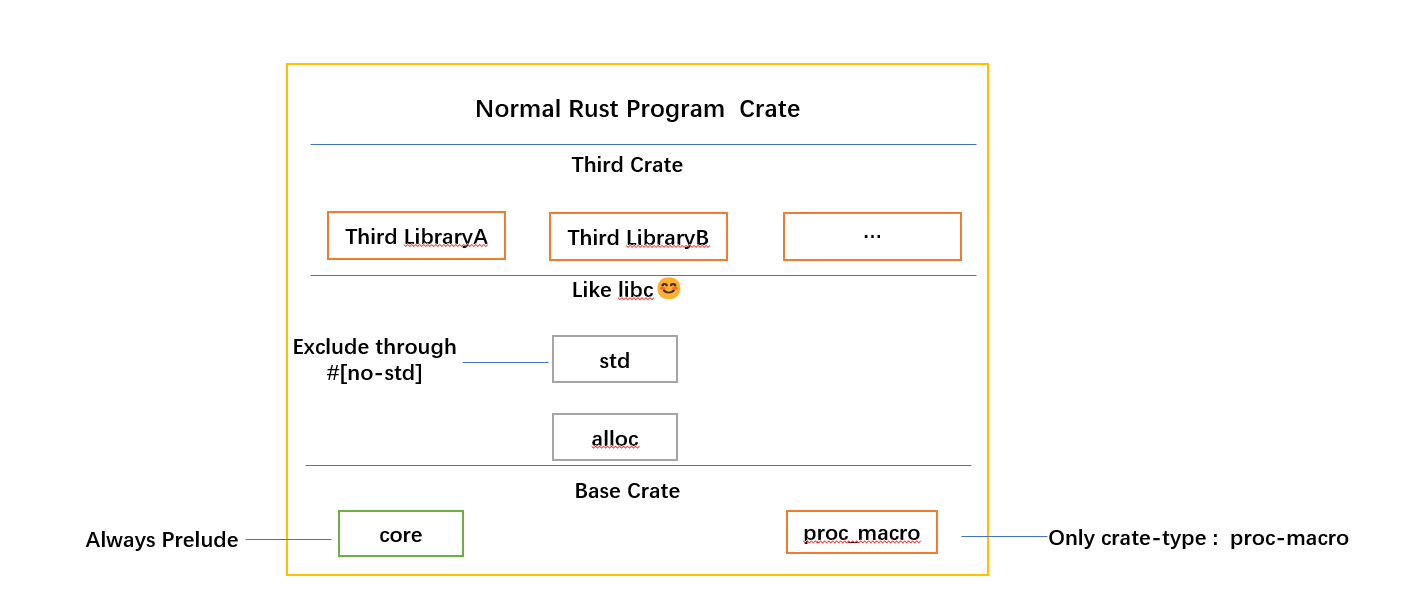 Normal Rust Program  Crate
Third Crate
Third LibraryA
Third LibraryB
...
Like libc😊
Exclude through
#[no-std]
std
alloc
Base Crate
Always Prelude
core
proc_macro
Only crate-type :  proc-macro